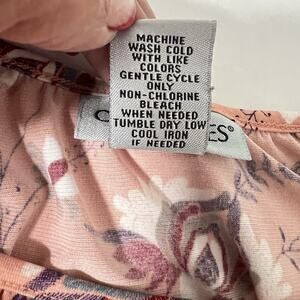 MACHINE
WASH COLD
WITH LIKE
COLORS
GENTLE CYCLE
ONLY
NON-CHLORINE
BLEACH
WHEN NEEDED
TUMBLE DRY LOW
COOL IRON
IF NEEDED